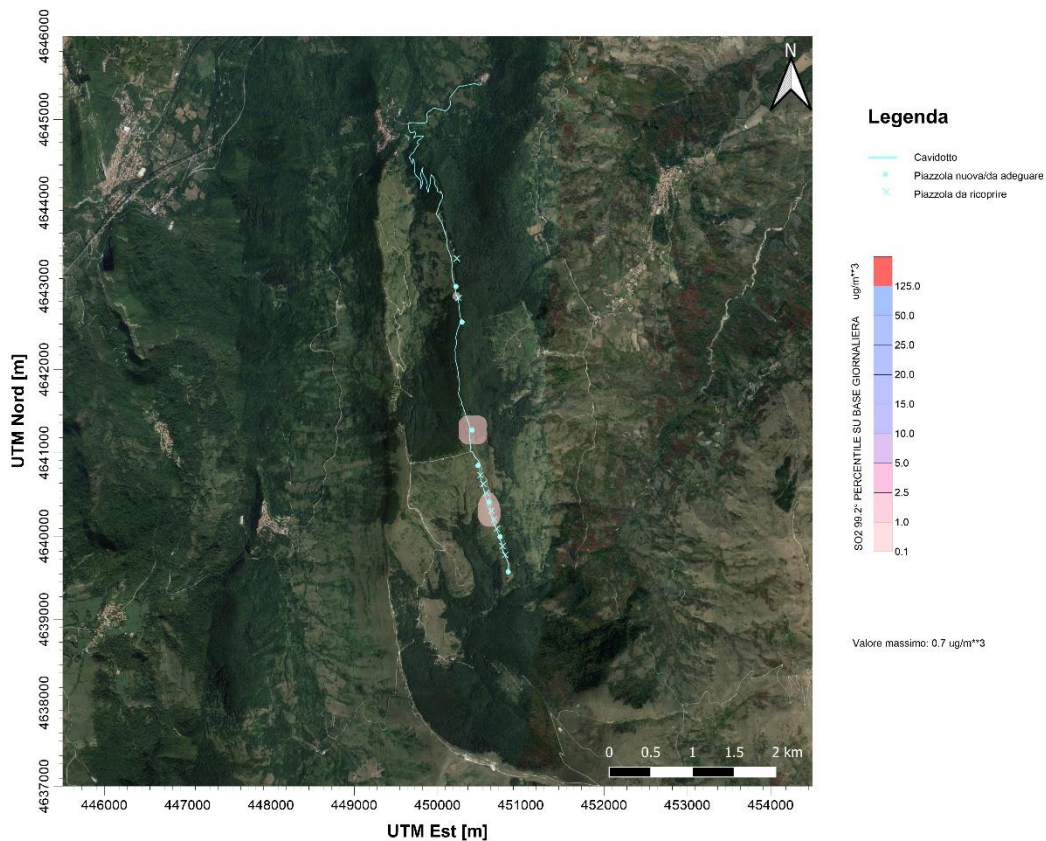 N
Legenda
Cavidotto
Piazzola nuova/da adeguare
Piazzola da ricoprire
SO2 99.2° PERCENTILE SU BASE GIORNALIERA
ug/m**3
125.0
50.0
25.0
20.0
15.0
10.0
5.0
2.5
1.0
0.1
Valore massimo: 0.7 ug/m**3
UTM Nord [m]
4646000
4645000
4644000
4643000
4642000
4641000
4640000
4639000
4638000
4637000
0 0.5 1 1.5 2 km
446000 447000 448000 449000 450000 451000 452000 453000 454000
UTM Est [m]